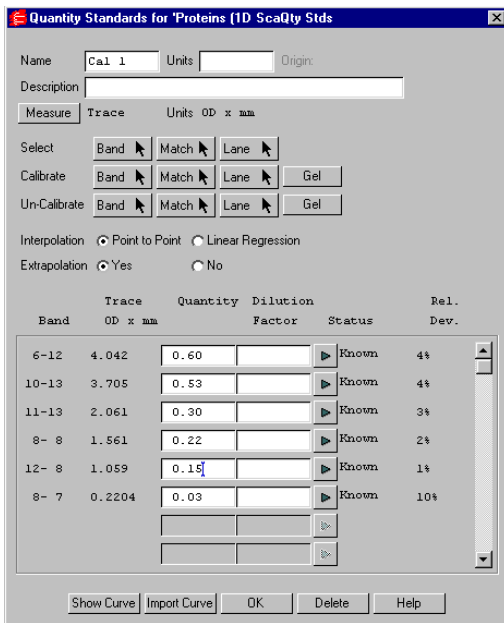 Quantity Standards for 'Proteins (1D ScaQty Stds
Name Cal 1 Units Origin:
Description
Measure Trace Units OD x mm
Select Band Match Lane
Calibrate Band Match Lane Gel
Un-Calibrate Band Match Lane Gel
Interpolation Point to Point Linear Regression
Extrapolation Yes No
Trace Quantity Dilution Rel.
Band OD x mm Factor Status Dev.
6-12 4.042 0.60 Known 4%
10-13 3.705 0.53 Known 4%
11-13 2.061 0.30 Known 3%
8- 8 1.561 0.22 Known 2%
12- 8 1.059 0.15 Known 1%
8- 7 0.2204 0.03 Known 10%
Show Curve Import Curve OK Delete Help